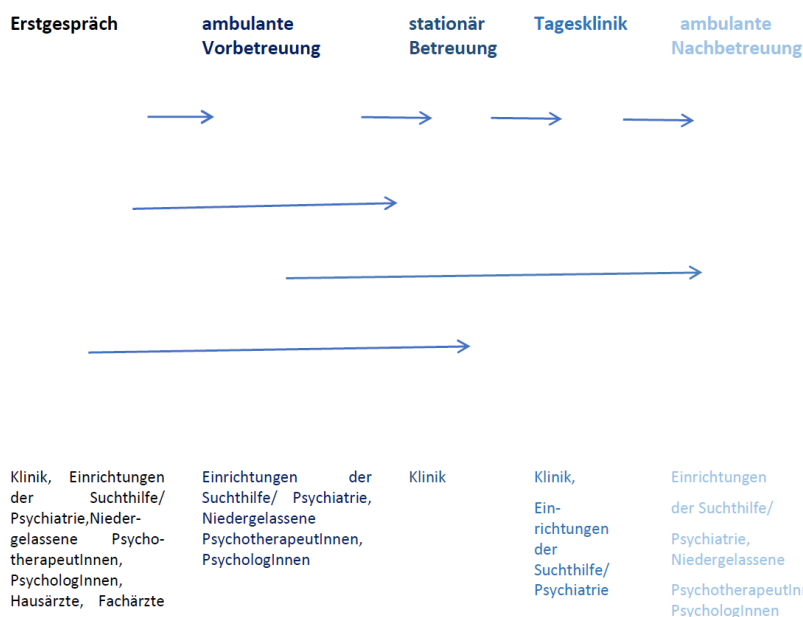 Erstgespräch
ambulante
Vorbetreuung
stationär
Betreuung
Tagesklinik
ambulante
Nachbetreuung
Klinik, Einrichtungen
der Suchthilfe/
Psychiatrie,Nieder-
gelassene Psycho-
therapeutInnen,
PsychologInnen,
Hausärzte, Fachärzte
Einrichtungen der
Suchthilfe/ Psychiatrie,
Niedergelassene
PsychotherapeutInnen,
PsychologInnen
Klinik
Klinik,
Ein-
richtungen
der
Suchthilfe/
Psychiatrie
Einrichtungen
der Suchthilfe/
Psychiatrie,
Niedergelassene
PsychologInnen